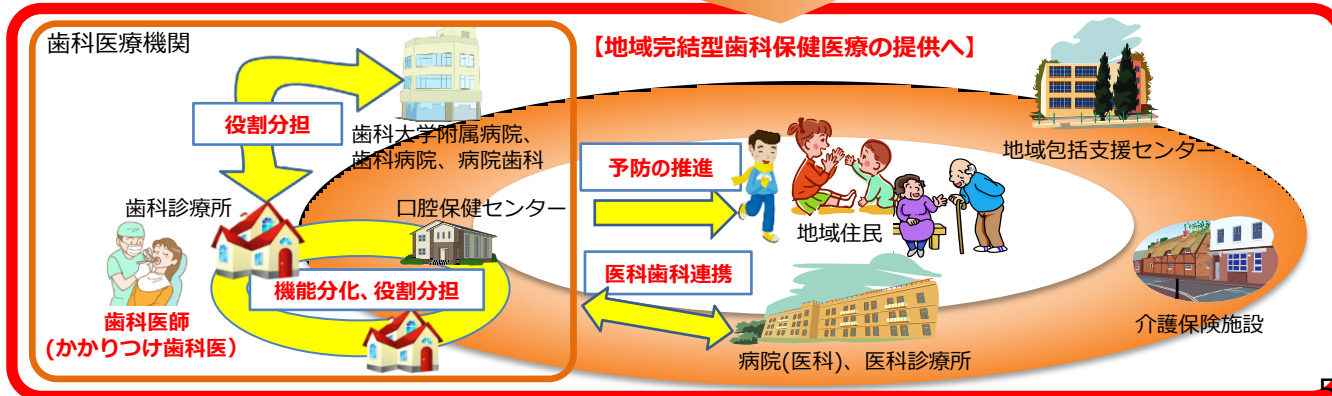 歯科医療機関
【地域完結型歯科保健医療の提供へ】
役割分担
歯科大学附属病院、
歯科病院、病院歯科
地域包括支援センター
予防の推進
歯科診療所
口腔保健センター
地域住民
医科歯科連携
機能分化、役割分担
歯科医師
(かかりつけ歯科医）
介護保険施設
病院(医科)、医科診療所